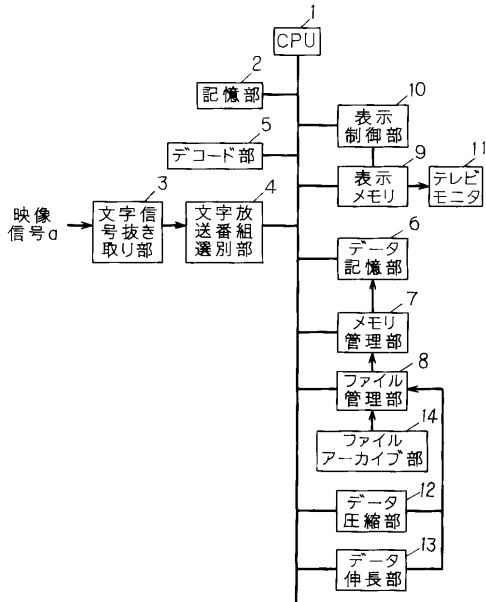 1
CPU
2
記憶部
5
デコード部
3
4
映像
信号a
文字信
号抜き
取り部
文字放
送番組
選別部
10
表示
制御部
9
表示
メモリ
11
テレビ
モニタ
6
データ
記憶部
7
メモリ
管理部
8
ファイル
管理部
14
ファイル
アーカイブ部
12
データ
圧縮部
13
データ
伸長部